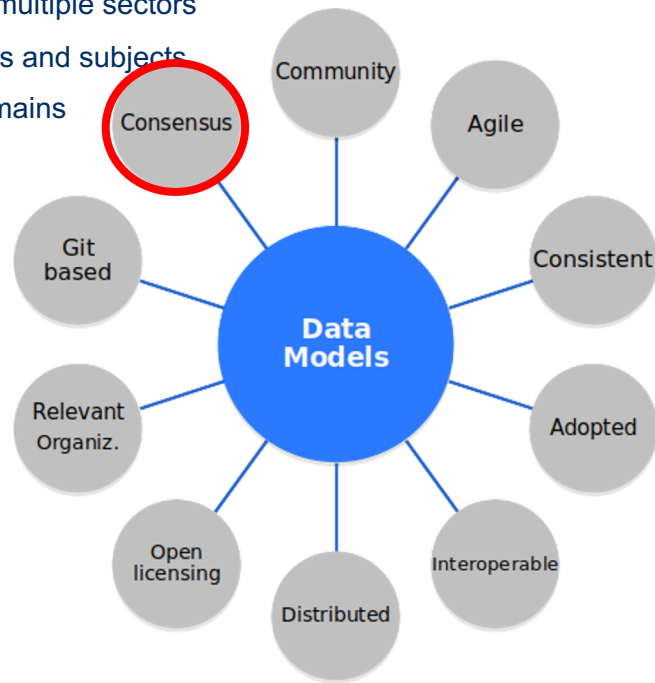 multiple sectors
s and subjects
mains
Community
Consensus
Agile
Git
based
Consistent
Data
Models
Relevant
Organiz.
Adopted
Open
licensing
Interoperable
Distributed